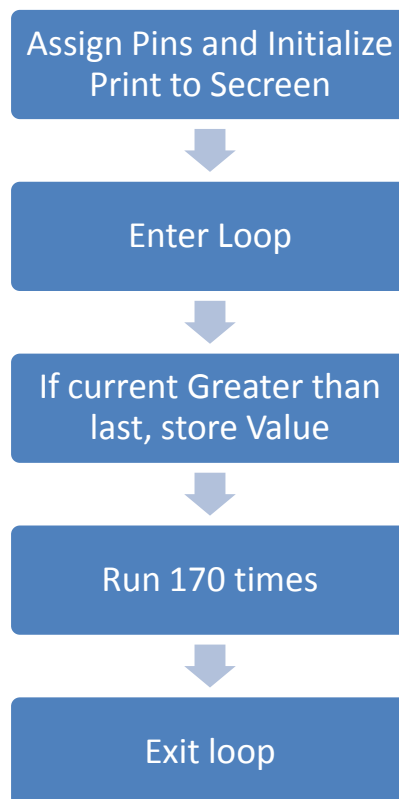 Assign Pins and Initialize
Print to Secreen
Enter Loop
If current Greater than
last, store Value
Run 170 times
Exit loop